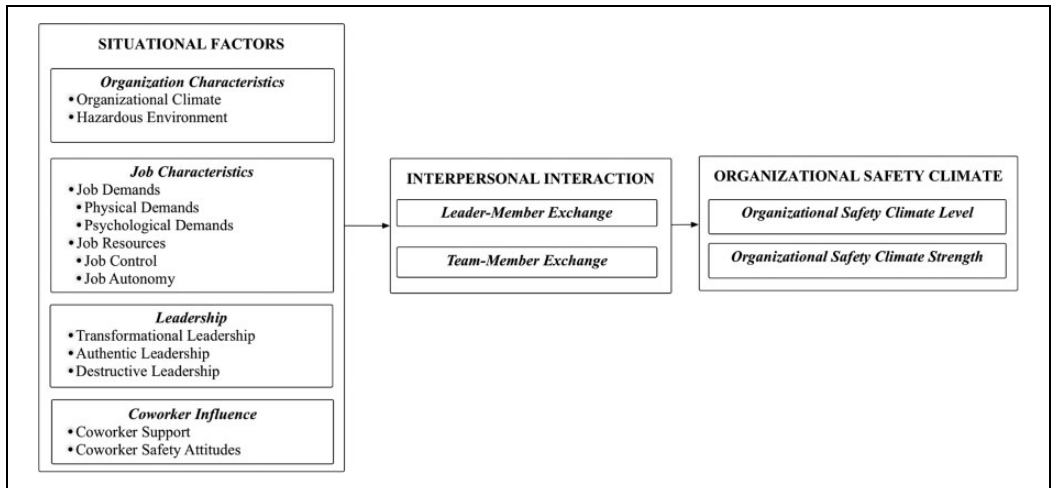 SITUATIONAL FACTORS
Organization Characteristics
• Organizational Climate
• Hazardous Environment
Job Characteristics
• Job Demands
• Physical Demands
• Psychological Demands
• Job Resources
• Job Control
• Job Autonomy
Leadership
• Transformational Leadership
• Authentic Leadership
• Destructive Leadership
Coworker Influence
• Coworker Support
• Coworker Safety Attitudes
INTERPERSONAL INTERACTION
Leader-Member Exchange
Team-Member Exchange
ORGANIZATIONAL SAFETY CLIMATE
Organizational Safety Climate Level
Organizational Safety Climate Strength